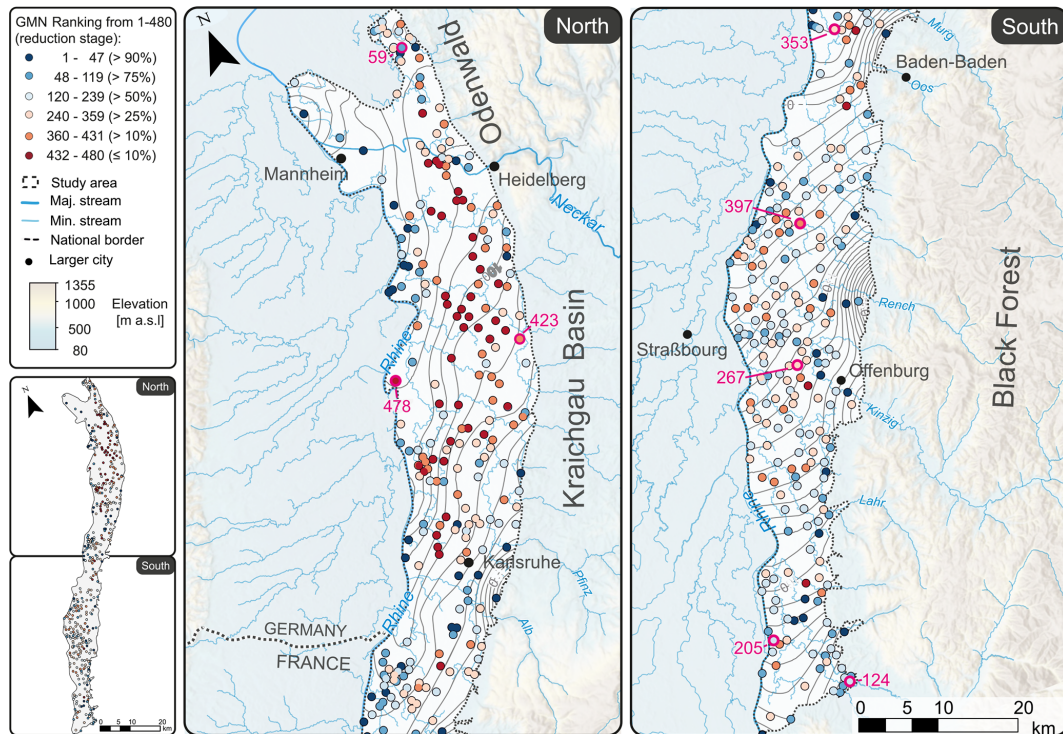 GMN Ranking from 1-480
(reduction stage):
1 - 47 (> 90%)
48 - 119 (> 75%)
120 - 239 (> 50%)
240 - 359 (> 25%)
360 - 431 (> 10%)
432 - 480 (≤ 10%)
Study area
Maj. stream
Min. stream
National border
Larger city
1355
1000
500
80
Elevation
[m a.s.l]
N
North
South
0 5 10 20
km
N
North
59
Odenwald
Mannheim
Heidelberg
Neckar
423
Rhine
478
Kraichgau Basin
Karlsruhe
Pfinz
Rhine
Alb
GERMANY
FRANCE
South
353
Murg
Baden-Baden
Oos
397
Rench
Straßbourg
267
Offenburg
Kinzig
Black Forest
Rhine
Lahr
205
124
0 5 10 20
km